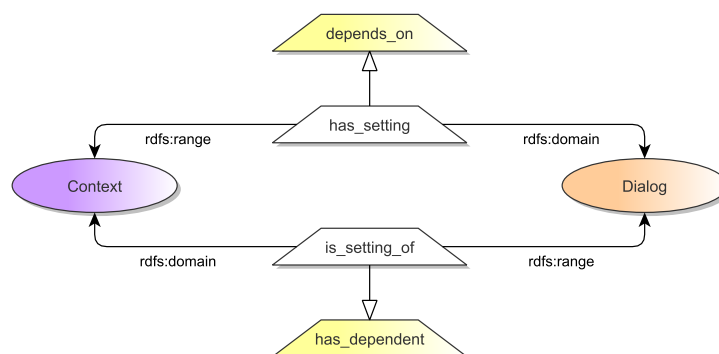 depends_on
has_setting
rdfs:range
rdfs:domain
Context
Dialog
is_setting_of
rdfs:domain
rdfs:range
has_dependent